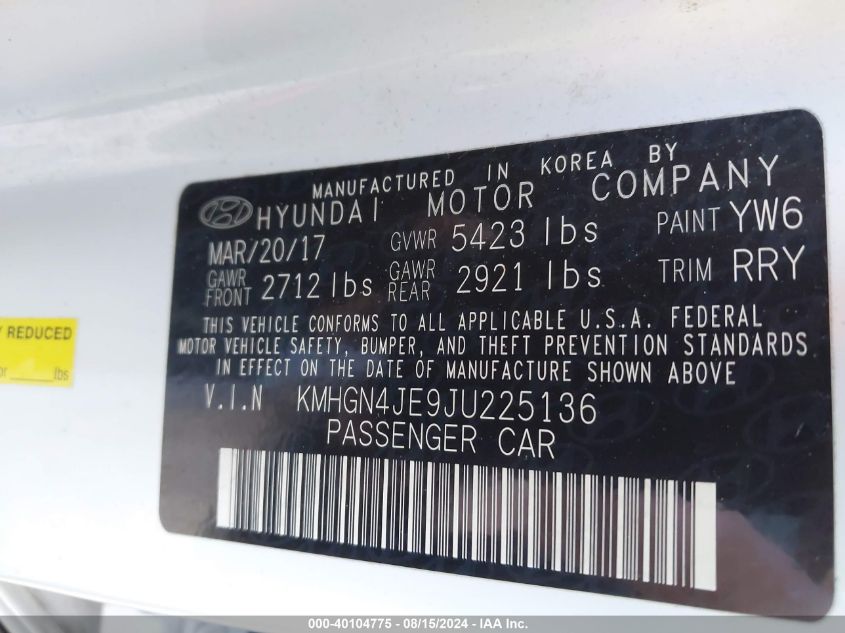 MANUFACTURED IN KOREA BY
HYUNDAI MOTOR COMPANY
MAR/20/17 GVWR 5423 lbs PAINT YW6
GAWR FRONT 2712 lbs GAWR REAR 2921 lbs TRIM RRY
THIS VEHICLE CONFORMS TO ALL APPLICABLE U.S.A. FEDERAL
MOTOR VEHICLE SAFETY, BUMPER, AND THEFT PREVENTION STANDARDS
IN EFFECT ON THE DATE OF MANUFACTURE SHOWN ABOVE
V.I.N KMHGN4JE9JU225136
PASSENGER CAR
REDUCED
lbs
000-40104775 - 08/15/2024 - IAA Inc.